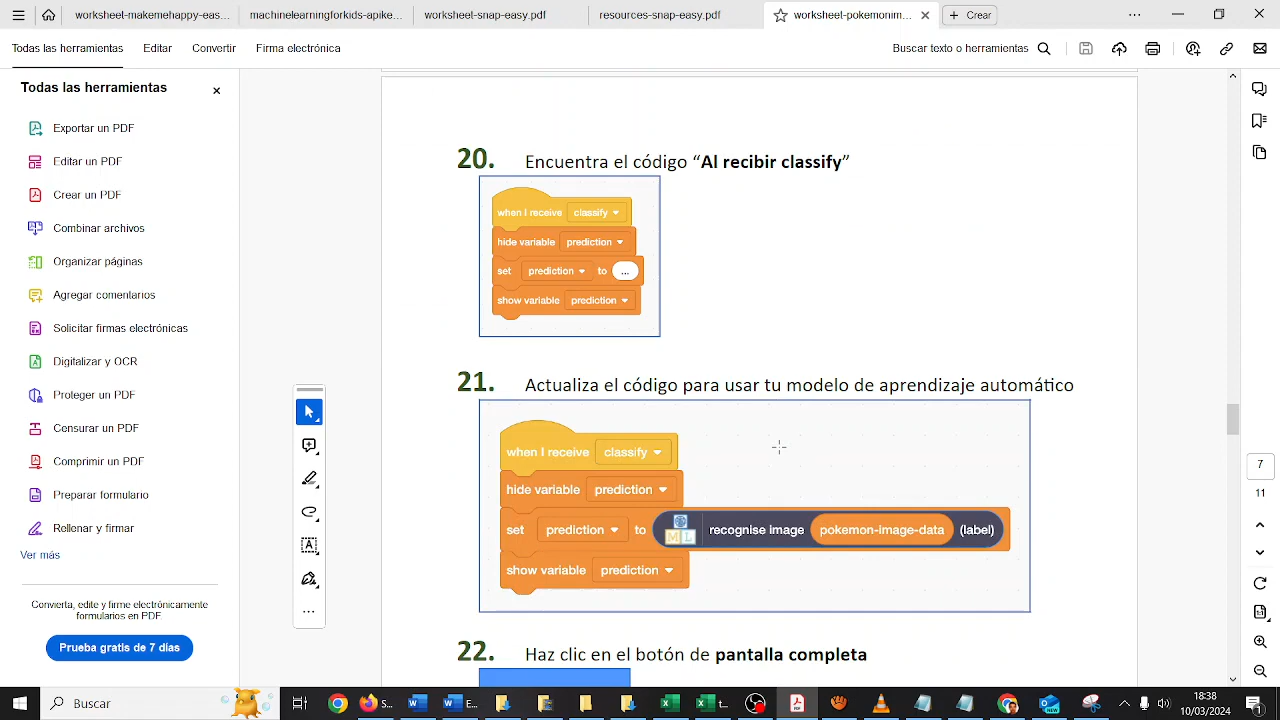 worksheet-makemehappy-eas...
machinelearningforkids-apike...
worksheet-snap-easy.pdf
resources-snap-easy.pdf
worksheet-pokemonim...
Crear
Todas las herramientas
Editar
Convertir
Firma electrónica
Buscar texto o herramientas
Todas las herramientas
Exportar un PDF
Editar un PDF
Crear un PDF
Combinar archivos
Organizar páginas
Agregar comentarios
Solicitar firmas electrónicas
Digitaliza y OCR
Proteger un PDF
Censurar un PDF
Comprimir un PDF
Preparar formulario
Rellenar y firmar
Ver más
Convierta, edite y firme electrónicamente
formularios en PDF.
Prueba gratis de 7 días
20. Encuentra el código “Al recibir classify”
when I receive classify
hide variable prediction
set prediction to ...
show variable prediction
21. Actualiza el código para usar tu modelo de aprendizaje automático
when I receive classify
hide variable prediction
set prediction to ML recognise image pokemon-image-data (label)
show variable prediction
22. Haz clic en el botón de pantalla completa
7
11
Buscar
18:38
10/03/2024